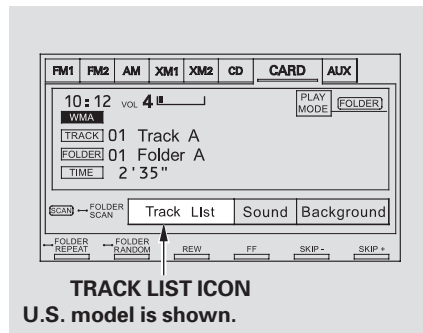 FM1 FM2 AM XM1 XM2 CD CARD AUX
10:12 VOL 4 PLAY MODE FOLDER
WMA
TRACK 01 Track A
FOLDER 01 Folder A
TIME 2'35"
SCAN FOLDER SCAN Track List Sound Background
FOLDER REPEAT FOLDER RANDOM REW FF SKIP - SKIP +
TRACK LIST ICON
U.S. model is shown.